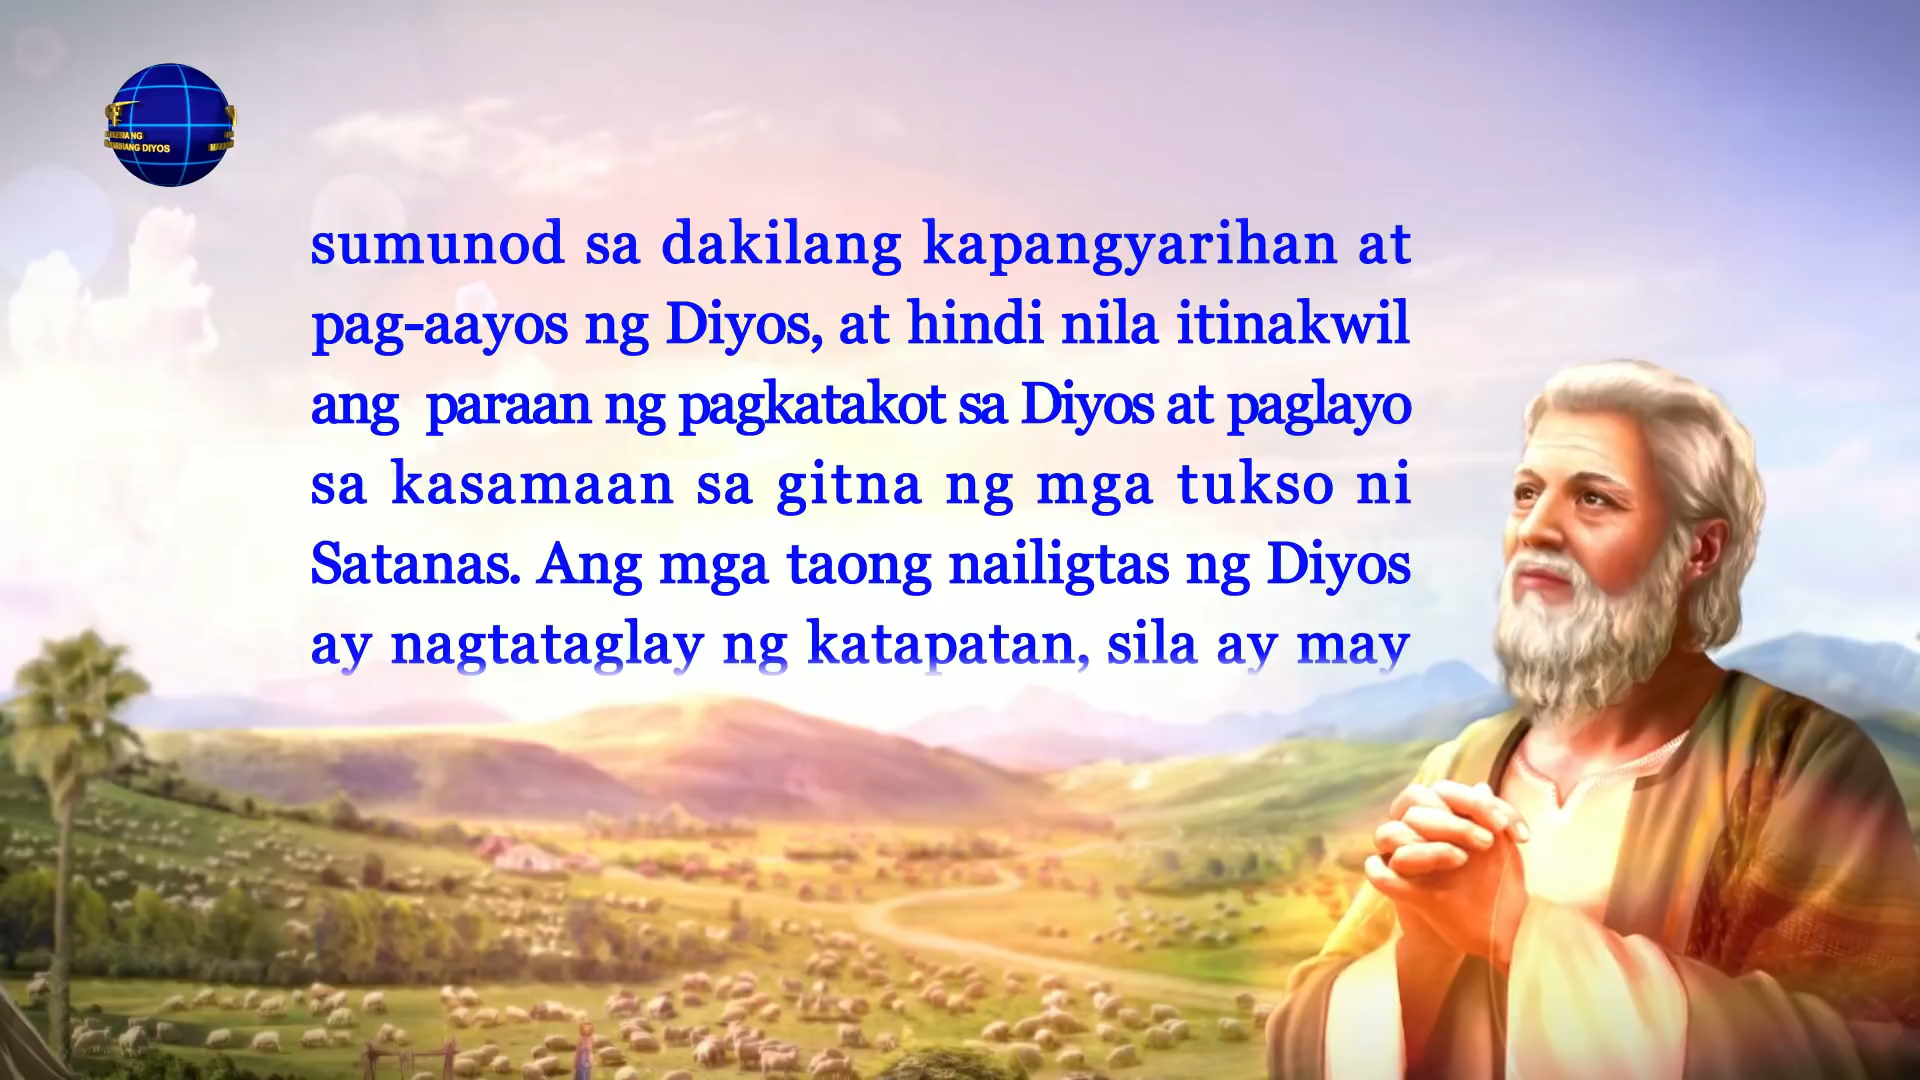 sumunod sa dakilang kapangyarihan at
pag-aayos ng Diyos, at hindi nila itinakwil
ang paraan ng pagkatakot sa Diyos at paglayo
sa kasamaan sa gitna ng mga tukso ni
Satanas. Ang mga taong nailigtas ng Diyos
ay nagtataglay ng katapatan, sila ay may
NG
DIYOS